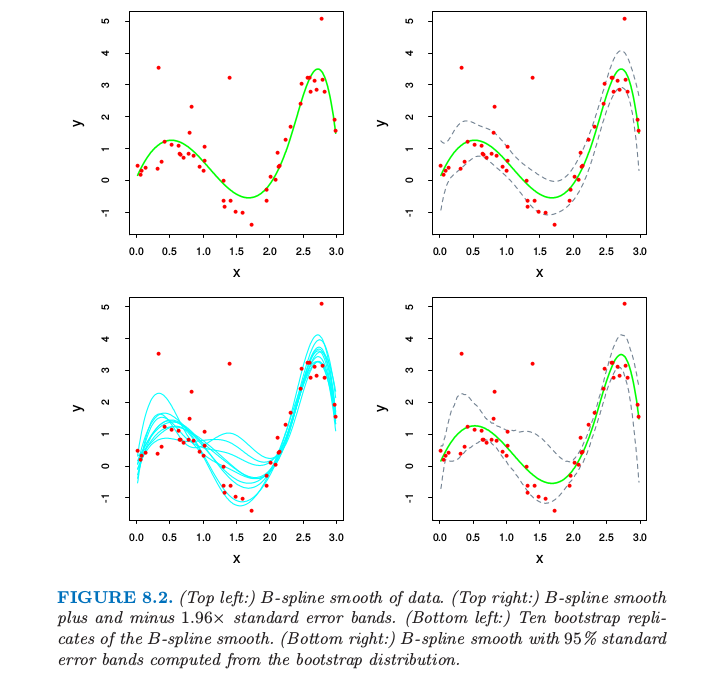 y
-1 0 1 2 3 4 5
0.0 0.5 1.0 1.5 2.0 2.5 3.0
x
y
-1 0 1 2 3 4 5
0.0 0.5 1.0 1.5 2.0 2.5 3.0
x
y
-1 0 1 2 3 4 5
0.0 0.5 1.0 1.5 2.0 2.5 3.0
x
y
-1 0 1 2 3 4 5
0.0 0.5 1.0 1.5 2.0 2.5 3.0
x
FIGURE 8.2. (Top left:) B-spline smooth of data. (Top right:) B-spline smooth
plus and minus 1.96× standard error bands. (Bottom left:) Ten bootstrap repli-
cates of the B-spline smooth. (Bottom right:) B-spline smooth with 95% standard
error bands computed from the bootstrap distribution.